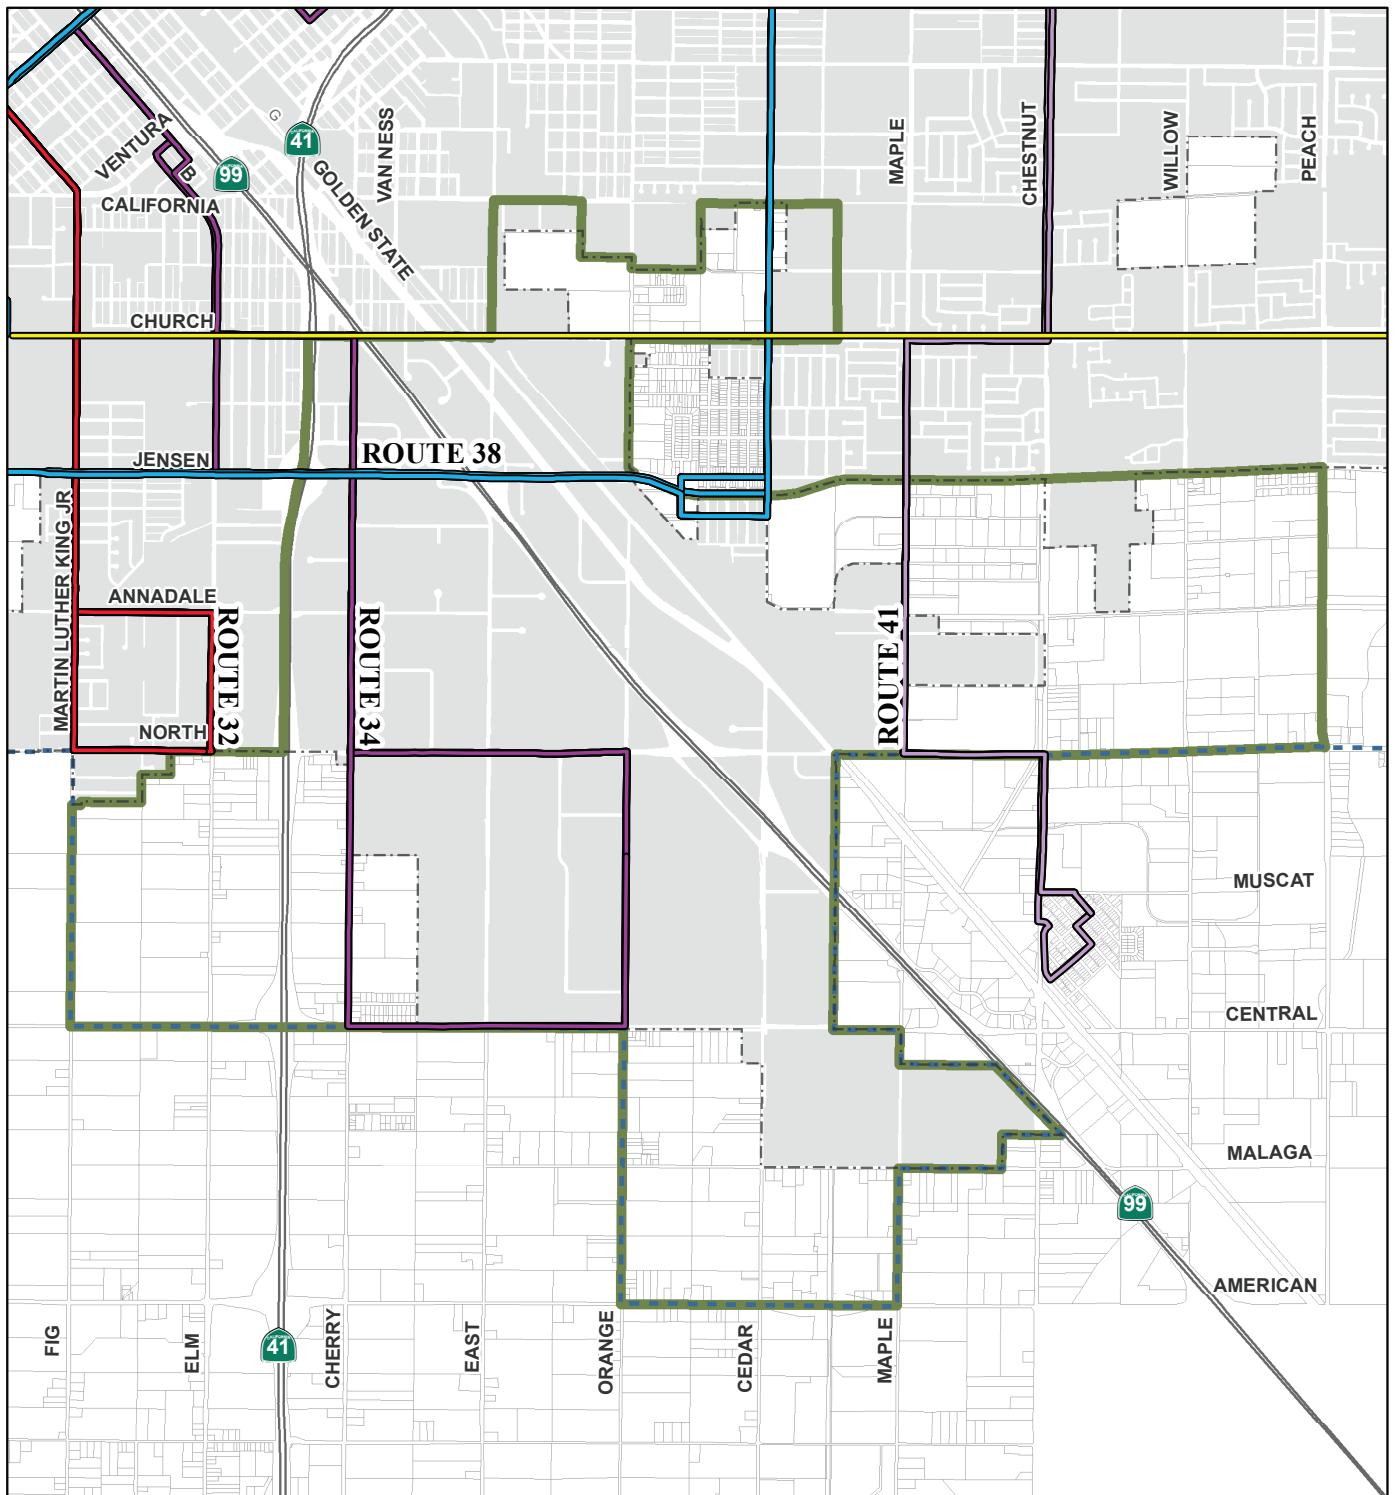 G
VENTURA
41
VAN NESS
MAPLE
CHESTNUT
WILLOW
PEACH
B
99
GOLDEN STATE
CALIFORNIA
CHURCH
ROUTE 38
JENSEN
MARTIN LUTHER KING JR
ANNADALE
ROUTE 32
ROUTE 34
ROUTE 41
NORTH
MUSCAT
CENTRAL
MALAGA
99
AMERICAN
FIG
ELM
41
CHERRY
EAST
ORANGE
CEDAR
MAPLE